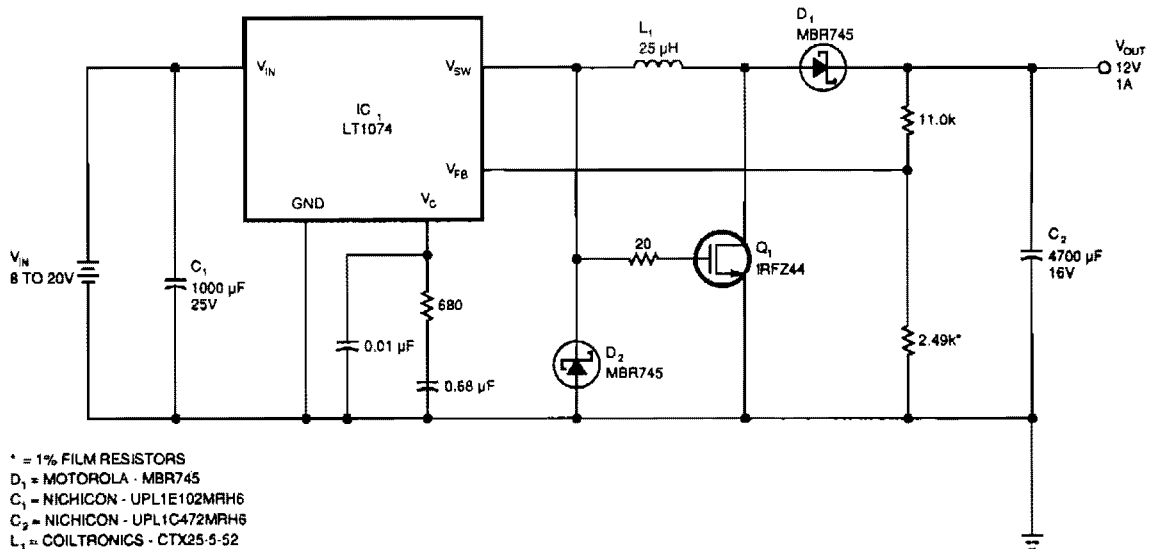 D1
MBR745
L1
25 µH
VOUT
12V
1A
VIN
VSW
IC1
LT1074
11.0k
VFB
GND
VC
VIN
8 TO 20V
C1
1000 µF
25V
20
Q1
IRFZ44
C2
4700 µF
16V
680
0.01 µF
D2
MBR745
2.49k*
0.68 µF
* = 1% FILM RESISTORS
D1 = MOTOROLA - MBR745
C1 = NICHICON - UPL1E102MRH6
C2 = NICHICON - UPL1C472MRH6
L1 = COILTRONICS - CTX25-5-52